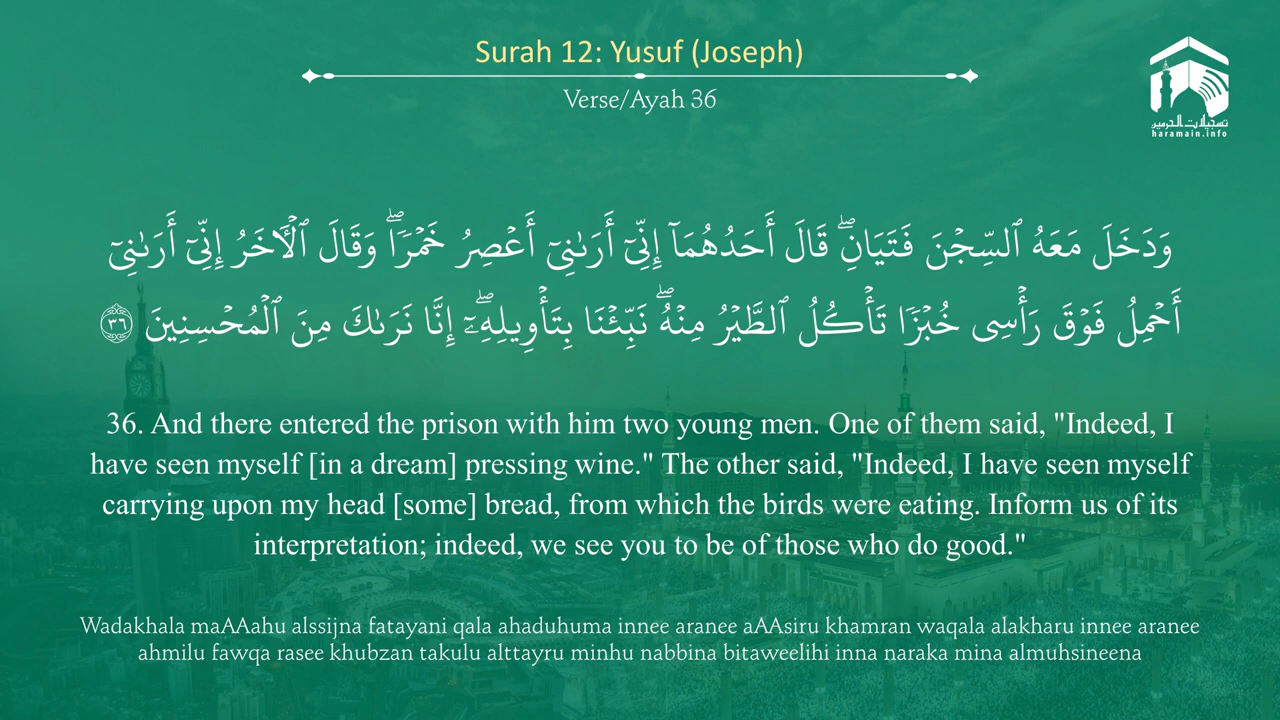 Surah 12: Yusuf (Joseph)
Verse/Ayah 36
تسجيلات الحرمين
haramain.info
وَدَخَلَ مَعَهُ ٱلسِّجْنَ فَتَيَانِۖ قَالَ أَحَدُهُمَآ إِنِّىٓ أَرَىٰنِىٓ أَعْصِرُ خَمْرًاۖ وَقَالَ ٱلْـَٔاخَرُ إِنِّىٓ أَرَىٰنِىٓ
أَحْمِلُ فَوْقَ رَأْسِى خُبْزًا تَأْكُلُ ٱلطَّيْرُ مِنْهُۖ نَبِّئْنَا بِتَأْوِيلِهِۦٓۖ إِنَّا نَرَىٰكَ مِنَ ٱلْمُحْسِنِينَ ٣٦
36. And there entered the prison with him two young men. One of them said, "Indeed, I
have seen myself [in a dream] pressing wine." The other said, "Indeed, I have seen myself
carrying upon my head [some] bread, from which the birds were eating. Inform us of its
interpretation; indeed, we see you to be of those who do good."
Wadakhala maAAahu alssijna fatayani qala ahaduhuma innee aranee aAAsiru khamran waqala alakharu innee aranee
ahmilu fawqa rasee khubzan takulu alttayru minhu nabbina bitaweelihi inna naraka mina almuhsineena